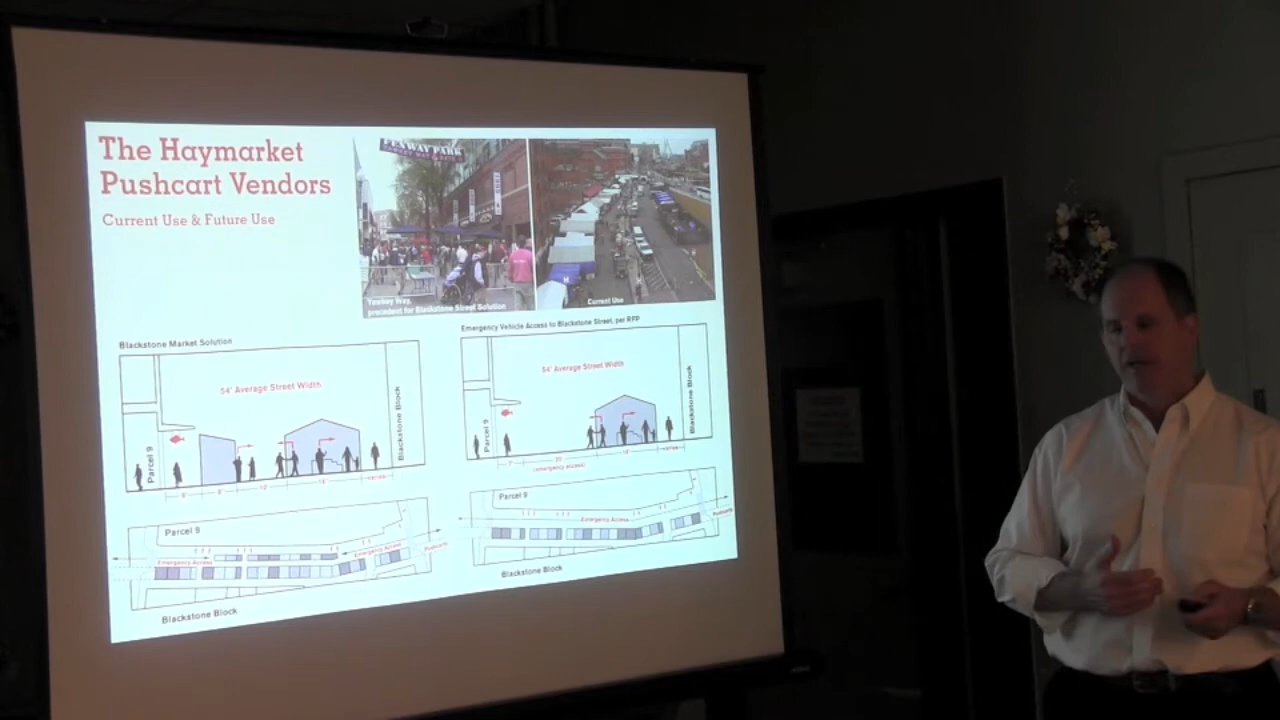 The Haymarket
Pushcart Vendors
Current Use & Future Use
FENWAY PARK
Yawkey Way,
precedent for Blackstone Street Solution
Current Use
Blackstone Market Solution
54' Average Street Width
Parcel 9
Blackstone Block
Emergency Vehicle Access to Blackstone Street, per RFP
54' Average Street Width
Parcel 9
Blackstone Block
(emergency access)
Parcel 9
Emergency Access
Emergency Access
Pushcarts
Blackstone Block
Parcel 9
Emergency Access
Pushcarts
Blackstone Block